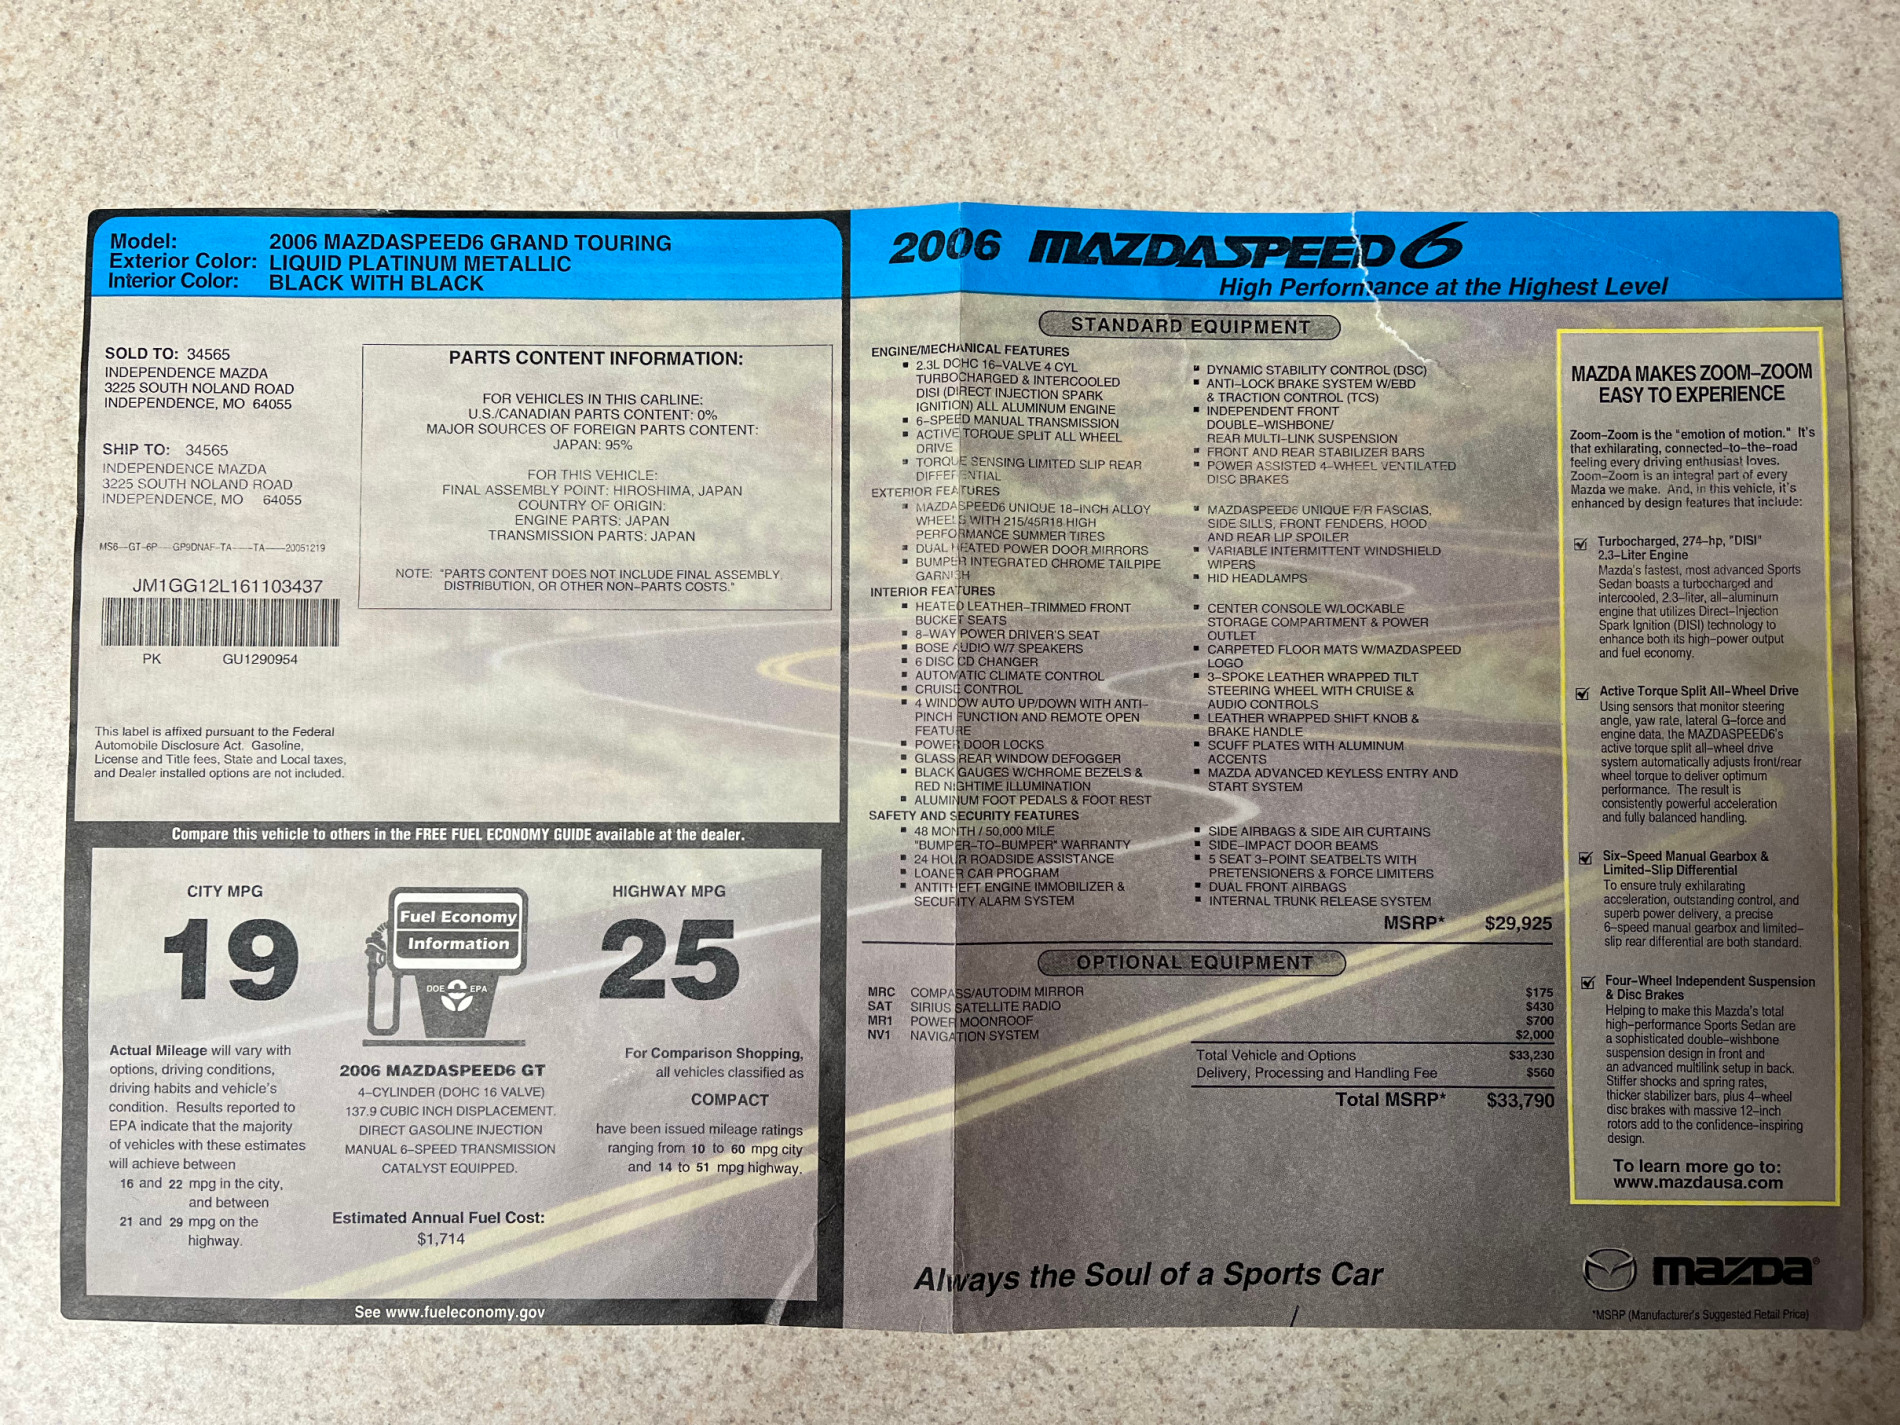 Model: 2006 MAZDASPEED6 GRAND TOURING
Exterior Color: LIQUID PLATINUM METALLIC
Interior Color: BLACK WITH BLACK
SOLD TO: 34565
INDEPENDENCE MAZDA
3225 SOUTH NOLAND ROAD
INDEPENDENCE, MO 64055
SHIP TO: 34565
INDEPENDENCE MAZDA
3225 SOUTH NOLAND ROAD
INDEPENDENCE, MO 64055
MS6--GT-6P---GP9DNAF-TA----TA-----20051219
JM1GG12L161103437
PK GU1290954
This label is affixed pursuant to the Federal
Automobile Disclosure Act. Gasoline,
License and Title fees, State and Local taxes,
and Dealer installed options are not included.
PARTS CONTENT INFORMATION:
FOR VEHICLES IN THIS CARLINE:
U.S./CANADIAN PARTS CONTENT: 0%
MAJOR SOURCES OF FOREIGN PARTS CONTENT:
JAPAN: 95%
FOR THIS VEHICLE:
FINAL ASSEMBLY POINT: HIROSHIMA, JAPAN
COUNTRY OF ORIGIN:
ENGINE PARTS: JAPAN
TRANSMISSION PARTS: JAPAN
NOTE: "PARTS CONTENT DOES NOT INCLUDE FINAL ASSEMBLY,
DISTRIBUTION, OR OTHER NON-PARTS COSTS."
Compare this vehicle to others in the FREE FUEL ECONOMY GUIDE available at the dealer.
CITY MPG
19
Fuel Economy
Information
DOE EPA
HIGHWAY MPG
25
Actual Mileage will vary with
options, driving conditions,
driving habits and vehicle's
condition. Results reported to
EPA indicate that the majority
of vehicles with these estimates
will achieve between
16 and 22 mpg in the city,
and between
21 and 29 mpg on the
highway.
2006 MAZDASPEED6 GT
4-CYLINDER (DOHC 16 VALVE)
137.9 CUBIC INCH DISPLACEMENT.
DIRECT GASOLINE INJECTION
MANUAL 6-SPEED TRANSMISSION
CATALYST EQUIPPED.
Estimated Annual Fuel Cost:
$1,714
For Comparison Shopping,
all vehicles classified as
COMPACT
have been issued mileage ratings
ranging from 10 to 60 mpg city
and 14 to 51 mpg highway.
See www.fueleconomy.gov
2006 MAZDASPEED6
High Performance at the Highest Level
STANDARD EQUIPMENT
ENGINE/MECHANICAL FEATURES
▪ 2.3L DOHC 16-VALVE 4 CYL
TURBOCHARGED & INTERCOOLED
DISI (DIRECT INJECTION SPARK
IGNITION) ALL ALUMINUM ENGINE
▪ 6-SPEED MANUAL TRANSMISSION
▪ ACTIVE TORQUE SPLIT ALL WHEEL
DRIVE
▪ TORQUE SENSING LIMITED SLIP REAR
DIFFERENTIAL
▪ DYNAMIC STABILITY CONTROL (DSC)
▪ ANTI-LOCK BRAKE SYSTEM W/EBD
& TRACTION CONTROL (TCS)
▪ INDEPENDENT FRONT
DOUBLE-WISHBONE/
REAR MULTI-LINK SUSPENSION
▪ FRONT AND REAR STABILIZER BARS
▪ POWER ASSISTED 4-WHEEL VENTILATED
DISC BRAKES
EXTERIOR FEATURES
▪ MAZDASPEED6 UNIQUE 18-INCH ALLOY
WHEELS WITH 215/45R18 HIGH
PERFORMANCE SUMMER TIRES
▪ DUAL HEATED POWER DOOR MIRRORS
▪ BUMPER INTEGRATED CHROME TAILPIPE
GARNISH
▪ MAZDASPEED6 UNIQUE F/R FASCIAS,
SIDE SILLS, FRONT FENDERS, HOOD
AND REAR LIP SPOILER
▪ VARIABLE INTERMITTENT WINDSHIELD
WIPERS
▪ HID HEADLAMPS
INTERIOR FEATURES
▪ HEATED LEATHER-TRIMMED FRONT
BUCKET SEATS
▪ 8-WAY POWER DRIVER'S SEAT
▪ BOSE AUDIO W/7 SPEAKERS
▪ 6 DISC CD CHANGER
▪ AUTOMATIC CLIMATE CONTROL
▪ CRUISE CONTROL
▪ 4 WINDOW AUTO UP/DOWN WITH ANTI-
PINCH FUNCTION AND REMOTE OPEN
FEATURE
▪ POWER DOOR LOCKS
▪ GLASS REAR WINDOW DEFOGGER
▪ BLACK GAUGES W/CHROME BEZELS &
RED NIGHTTIME ILLUMINATION
▪ ALUMINUM FOOT PEDALS & FOOT REST
▪ CENTER CONSOLE W/LOCKABLE
STORAGE COMPARTMENT & POWER
OUTLET
▪ CARPETED FLOOR MATS W/MAZDASPEED
LOGO
▪ 3-SPOKE LEATHER WRAPPED TILT
STEERING WHEEL WITH CRUISE &
AUDIO CONTROLS
▪ LEATHER WRAPPED SHIFT KNOB &
BRAKE HANDLE
▪ SCUFF PLATES WITH ALUMINUM
ACCENTS
▪ MAZDA ADVANCED KEYLESS ENTRY AND
START SYSTEM
SAFETY AND SECURITY FEATURES
▪ 48 MONTH / 50,000 MILE
"BUMPER-TO-BUMPER" WARRANTY
▪ 24 HOUR ROADSIDE ASSISTANCE
▪ LOANER CAR PROGRAM
▪ ANTITHEFT ENGINE IMMOBILIZER &
SECURITY ALARM SYSTEM
▪ SIDE AIRBAGS & SIDE AIR CURTAINS
▪ SIDE-IMPACT DOOR BEAMS
▪ 5 SEAT 3-POINT SEATBELTS WITH
PRETENSIONERS & FORCE LIMITERS
▪ DUAL FRONT AIRBAGS
▪ INTERNAL TRUNK RELEASE SYSTEM
MSRP* $29,925
OPTIONAL EQUIPMENT
MRC COMPASS/AUTODIM MIRROR $175
SAT SIRIUS SATELLITE RADIO $430
MR1 POWER MOONROOF $700
NV1 NAVIGATION SYSTEM $2,000
Total Vehicle and Options $33,230
Delivery, Processing and Handling Fee $560
Total MSRP* $33,790
Always the Soul of a Sports Car
MAZDA MAKES ZOOM-ZOOM
EASY TO EXPERIENCE
Zoom-Zoom is the "emotion of motion." It's
that exhilarating, connected-to-the-road
feeling every driving enthusiast loves.
Zoom-Zoom is an integral part of every
Mazda we make. And, in this vehicle, it's
enhanced by design features that include:
Turbocharged, 274-hp, "DISI"
2.3-Liter Engine
Mazda's fastest, most advanced Sports
Sedan boasts a turbocharged and
intercooled, 2.3-liter, all-aluminum
engine that utilizes Direct-Injection
Spark Ignition (DISI) technology to
enhance both its high-power output
and fuel economy.
Active Torque Split All-Wheel Drive
Using sensors that monitor steering
angle, yaw rate, lateral G-force and
engine data, the MAZDASPEED6's
active torque split all-wheel drive
system automatically adjusts front/rear
wheel torque to deliver optimum
performance. The result is
consistently powerful acceleration
and fully balanced handling.
Six-Speed Manual Gearbox &
Limited-Slip Differential
To ensure truly exhilarating
acceleration, outstanding control, and
superb power delivery, a precise
6-speed manual gearbox and limited-
slip rear differential are both standard.
Four-Wheel Independent Suspension
& Disc Brakes
Helping to make this Mazda's total
high-performance Sports Sedan are
a sophisticated double-wishbone
suspension design in front and
an advanced multilink setup in back.
Stiffer shocks and spring rates,
thicker stabilizer bars, plus 4-wheel
disc brakes with massive 12-inch
rotors add to the confidence-inspiring
design.
To learn more go to:
www.mazdausa.com
mazda
*MSRP (Manufacturer's Suggested Retail Price)